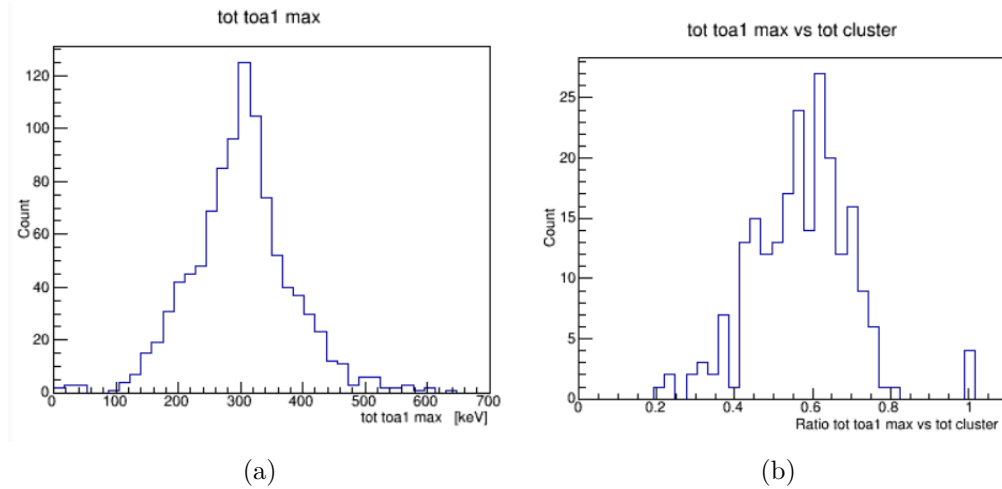 tot toa1 max
Count
120
100
80
60
40
20
0
0 100 200 300 400 500 600 700
tot toa1 max [keV]
(a)
tot toa1 max vs tot cluster
Count
25
20
15
10
5
0
0 0.2 0.4 0.6 0.8 1
Ratio tot toa1 max vs tot cluster
(b)